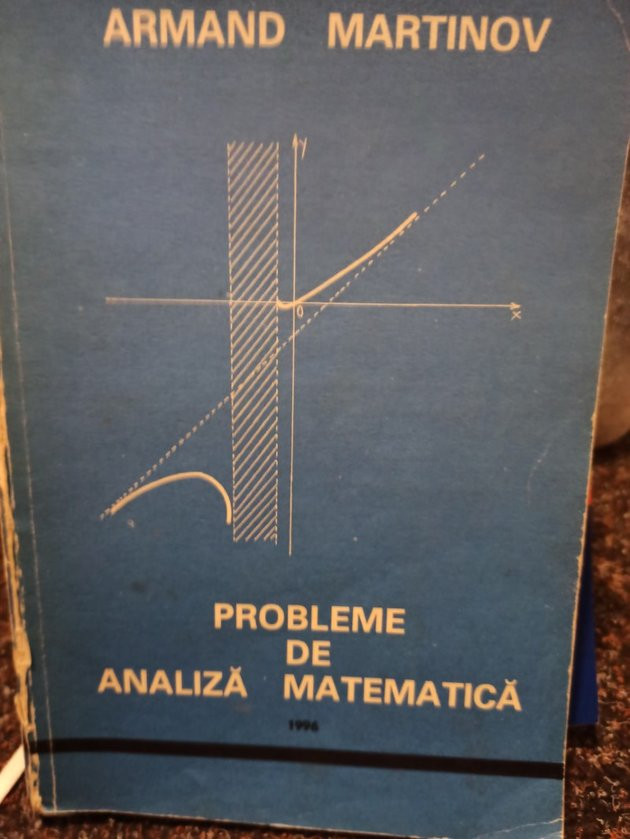 ARMAND MARTINOV
y
0
x
PROBLEME
DE
ANALIZĂ MATEMATICĂ
1996